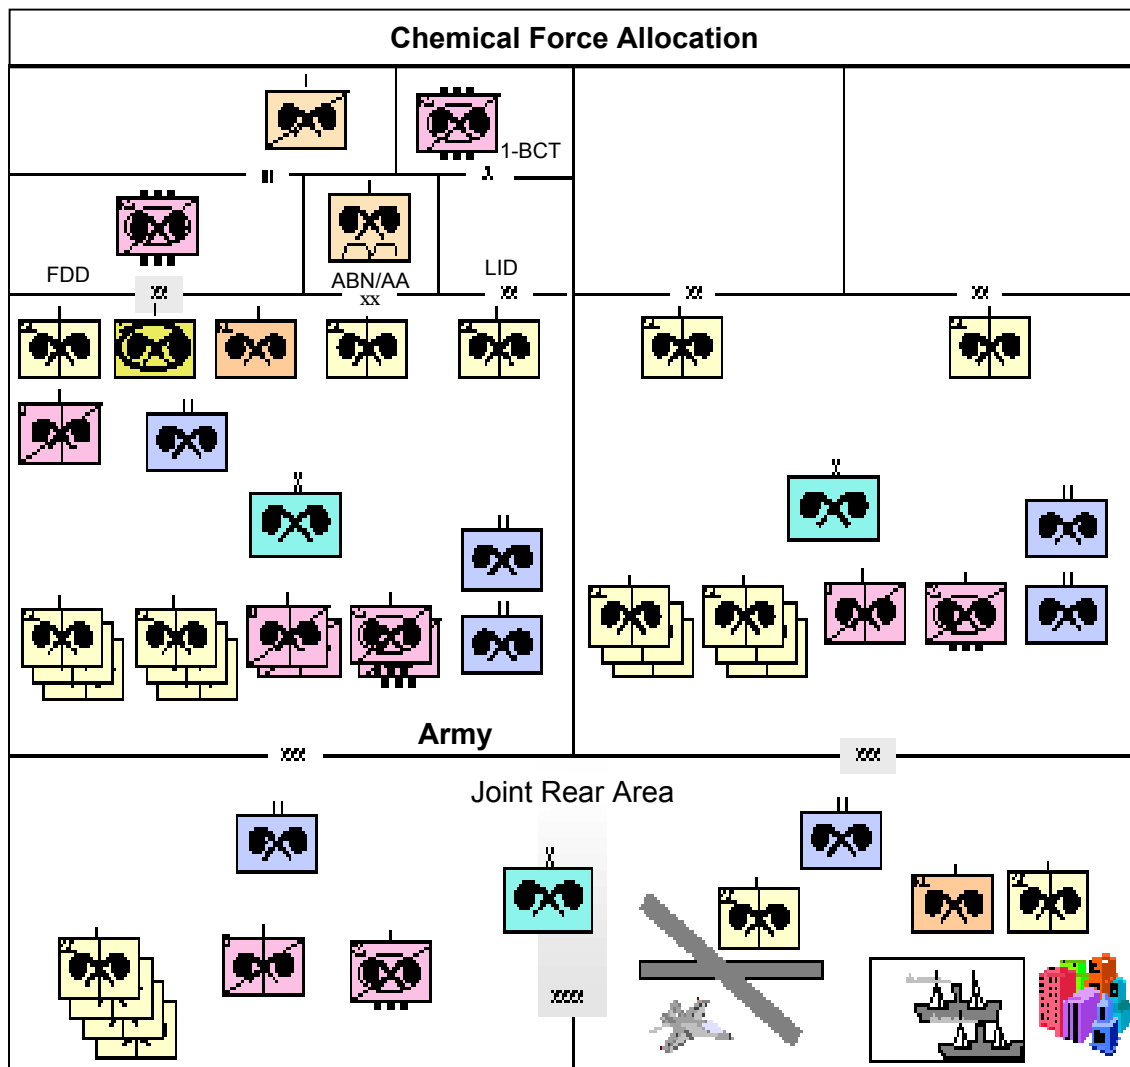 Chemical Force Allocation
1-BCT
FDD
ABN/AA
LID
xx
Army
Joint Rear Area